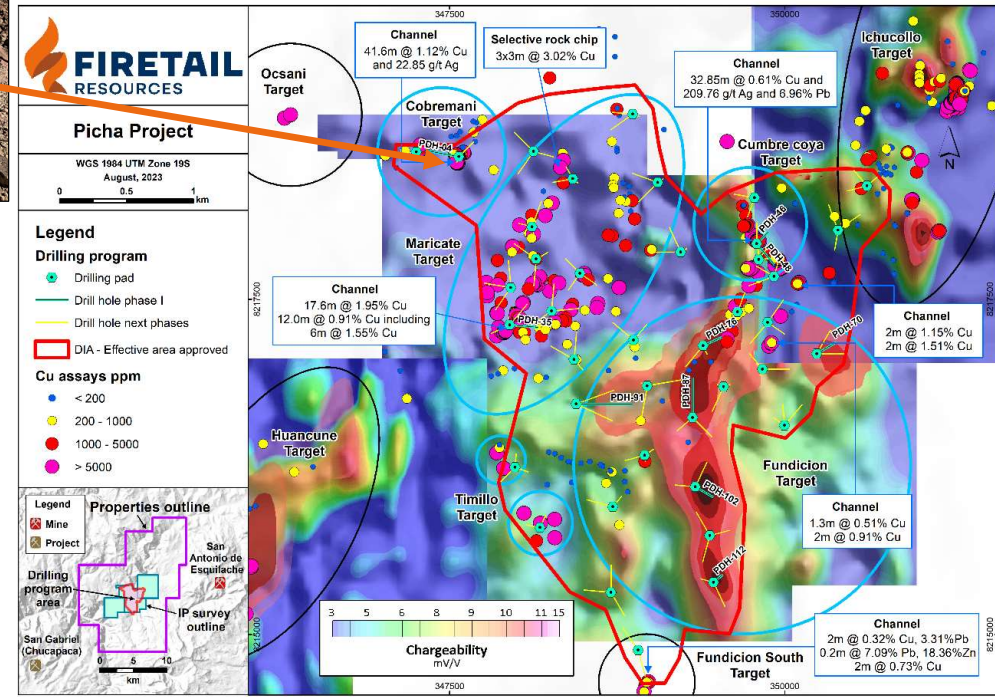 FIRETAIL
RESOURCES
Picha Project
WGS 1984 UTM Zone 19S
August, 2023
0 0.5 1
km
Legend
Drilling program
Drilling pad
Drill hole phase I
Drill hole next phases
DIA - Effective area approved
Cu assays ppm
< 200
200 - 1000
1000 - 5000
> 5000
Legend
Mine
Project
Properties outline
San
Antonio de
Esquilache
Drilling
program
area
IP survey
outline
San Gabriel
(Chucapaca)
0 5 10
km
347500
350000
Channel
41.6m @ 1.12% Cu
and 22.85 g/t Ag
Selective rock chip
3x3m @ 3.02% Cu
Channel
32.85m @ 0.61% Cu and
209.76 g/t Ag and 6.96% Pb
Ichucollo
Target
Ocsani
Target
Cobremani
Target
PDH-04
Cumbre coya
Target
N
Maricate
Target
PDH-46
PDH-48
8217500
8217500
Channel
17.6m @ 1.95% Cu
12.0m @ 0.91% Cu including
6m @ 1.55% Cu
PDH-35
PDH-76
PDH-70
Channel
2m @ 1.15% Cu
2m @ 1.51% Cu
PDH-91
PDH-87
Huancune
Target
Timillo
Target
PDH-102
Fundicion
Target
Channel
1.3m @ 0.51% Cu
2m @ 0.91% Cu
PDH-112
3 5 6 8 9 10 11 15
Chargeability
mV/V
8215000
8215000
Fundicion South
Target
Channel
2m @ 0.32% Cu, 3.31%Pb
0.2m @ 7.09% Pb, 18.36%Zn
2m @ 0.73% Cu
347500
350000